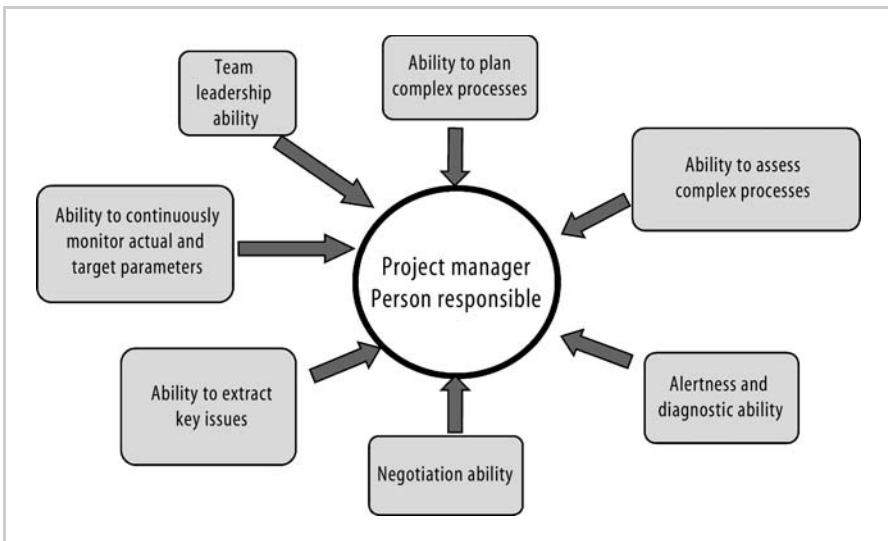 Team
leadership
ability
Ability to plan
complex processes
Ability to assess
complex processes
Ability to continuously
monitor actual and
target parameters
Project manager
Person responsible
Ability to extract
key issues
Alertness and
diagnostic ability
Negotiation ability